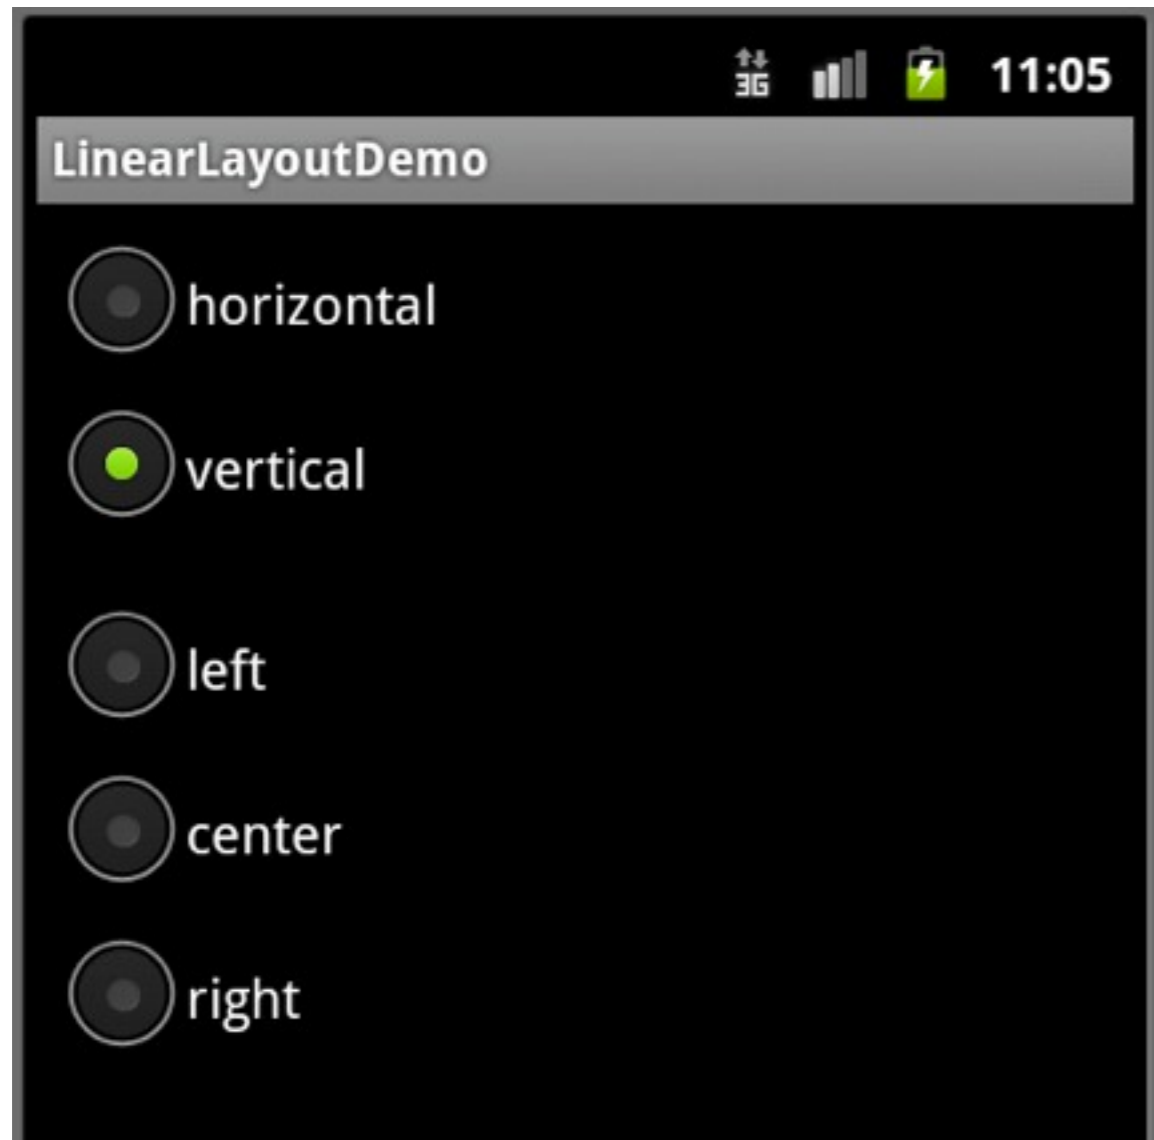 3G 11:05
LinearLayoutDemo
horizontal
vertical
left
center
right